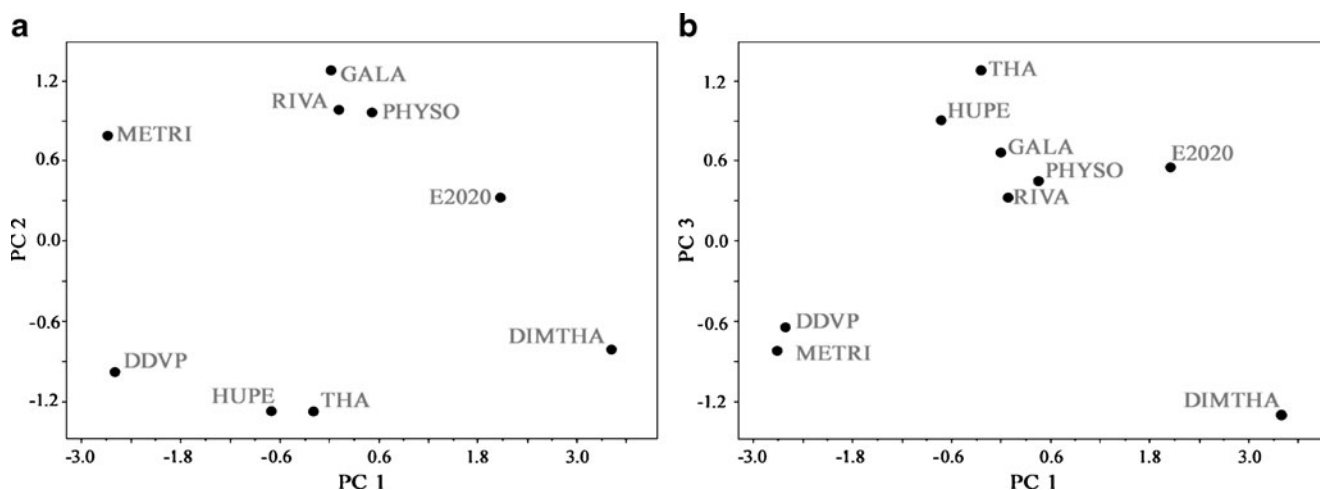 a
1.2
0.6
0.0
-0.6
-1.2
PC 2
GALA
RIVA
PHYSO
METRI
E2020
DIMTHA
DDVP
HUPE
THA
-3.0 -1.8 -0.6 0.6 1.8 3.0
PC 1
b
1.2
0.6
0.0
-0.6
-1.2
PC 3
THA
HUPE
GALA
E2020
PHYSO
RIVA
DDVP
METRI
DIMTHA
-3.0 -1.8 -0.6 0.6 1.8 3.0
PC 1